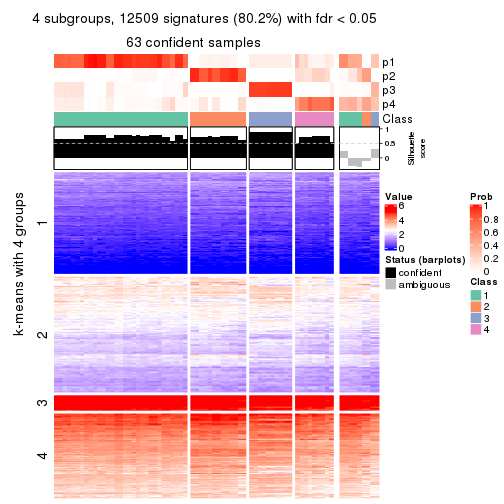 4 subgroups, 12509 signatures (80.2%) with fdr < 0.05
63 confident samples
p1
p2
p3
p4
Class
1
0.5
0
Silhouette
score
k-means with 4 groups
1
2
3
4
Value
6
4
2
0
Status (barplots)
confident
ambiguous
Prob
1
0.8
0.6
0.4
0.2
0
Class
1
2
3
4